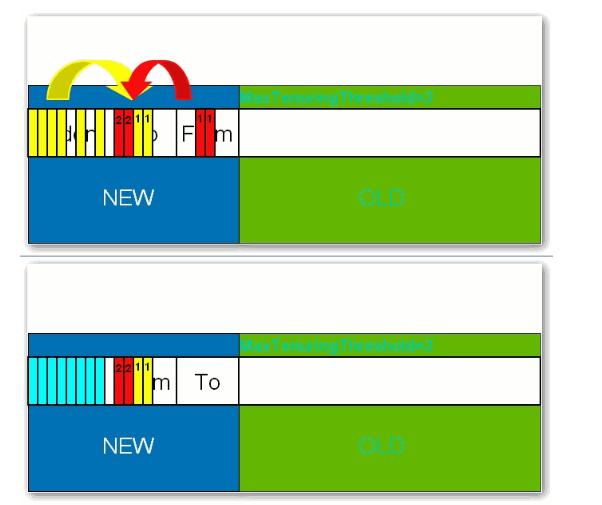 MaxTenuringThreshold=2
2 2 1 1 1 1
NEW OLD
MaxTenuringThreshold=2
2 2 1 1
To
NEW OLD